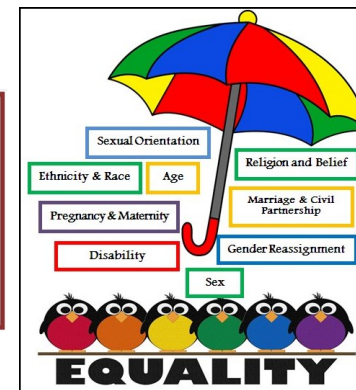 Sexual Orientation
Religion and Belief
Ethnicity & Race
Age
Marriage & Civil
Partnership
Pregnancy & Maternity
Disability
Gender Reassignment
Sex
EQUALITY